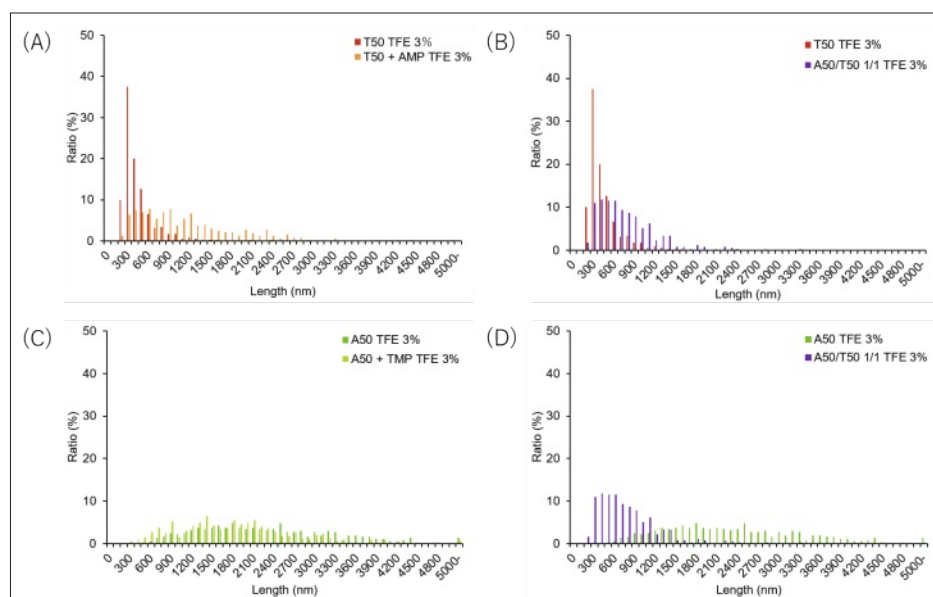 (A)
T50 TFE 3%
T50 + AMP TFE 3%
Ratio (%)
50
40
30
20
10
0
0 300 600 900 1200 1500 1800 2100 2400 2700 3000 3300 3600 3900 4200 4500 4800 5000-
Length (nm)
(B)
T50 TFE 3%
A50/T50 1/1 TFE 3%
Ratio (%)
50
40
30
20
10
0
0 300 600 900 1200 1500 1800 2100 2400 2700 3000 3300 3600 3900 4200 4500 4800 5000-
Length (nm)
(C)
A50 TFE 3%
A50 + TMP TFE 3%
Ratio (%)
50
40
30
20
10
0
0 300 600 900 1200 1500 1800 2100 2400 2700 3000 3300 3600 3900 4200 4500 4800 5000-
Length (nm)
(D)
A50 TFE 3%
A50/T50 1/1 TFE 3%
Ratio (%)
50
40
30
20
10
0
0 300 600 900 1200 1500 1800 2100 2400 2700 3000 3300 3600 3900 4200 4500 4800 5000-
Length (nm)